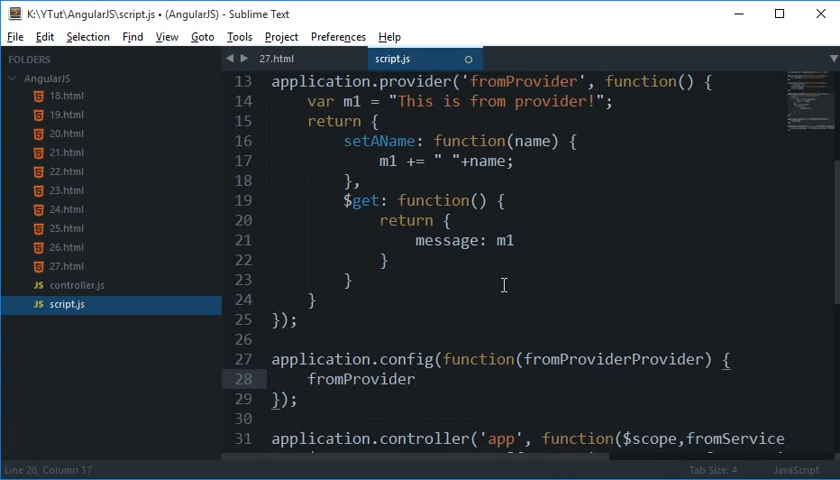 K:\YTut\AngularJS\script.js • (AngularJS) - Sublime Text
File Edit Selection Find View Goto Tools Project Preferences Help
FOLDERS
AngularJS
18.html
19.html
20.html
21.html
22.html
23.html
24.html
25.html
26.html
27.html
JS controller.js
JS script.js
27.html script.js
13 application.provider('fromProvider', function() {
14 var m1 = "This is from provider!";
15 return {
16 setAName: function(name) {
17 m1 += " "+name;
18 },
19 $get: function() {
20 return {
21 message: m1
22 }
23 }
24 }
25 });
26
27 application.config(function(fromProviderProvider) {
28 fromProvider
29 });
30
31 application.controller('app', function($scope,fromService
Line 28, Column 17
Tab Size: 4
JavaScript